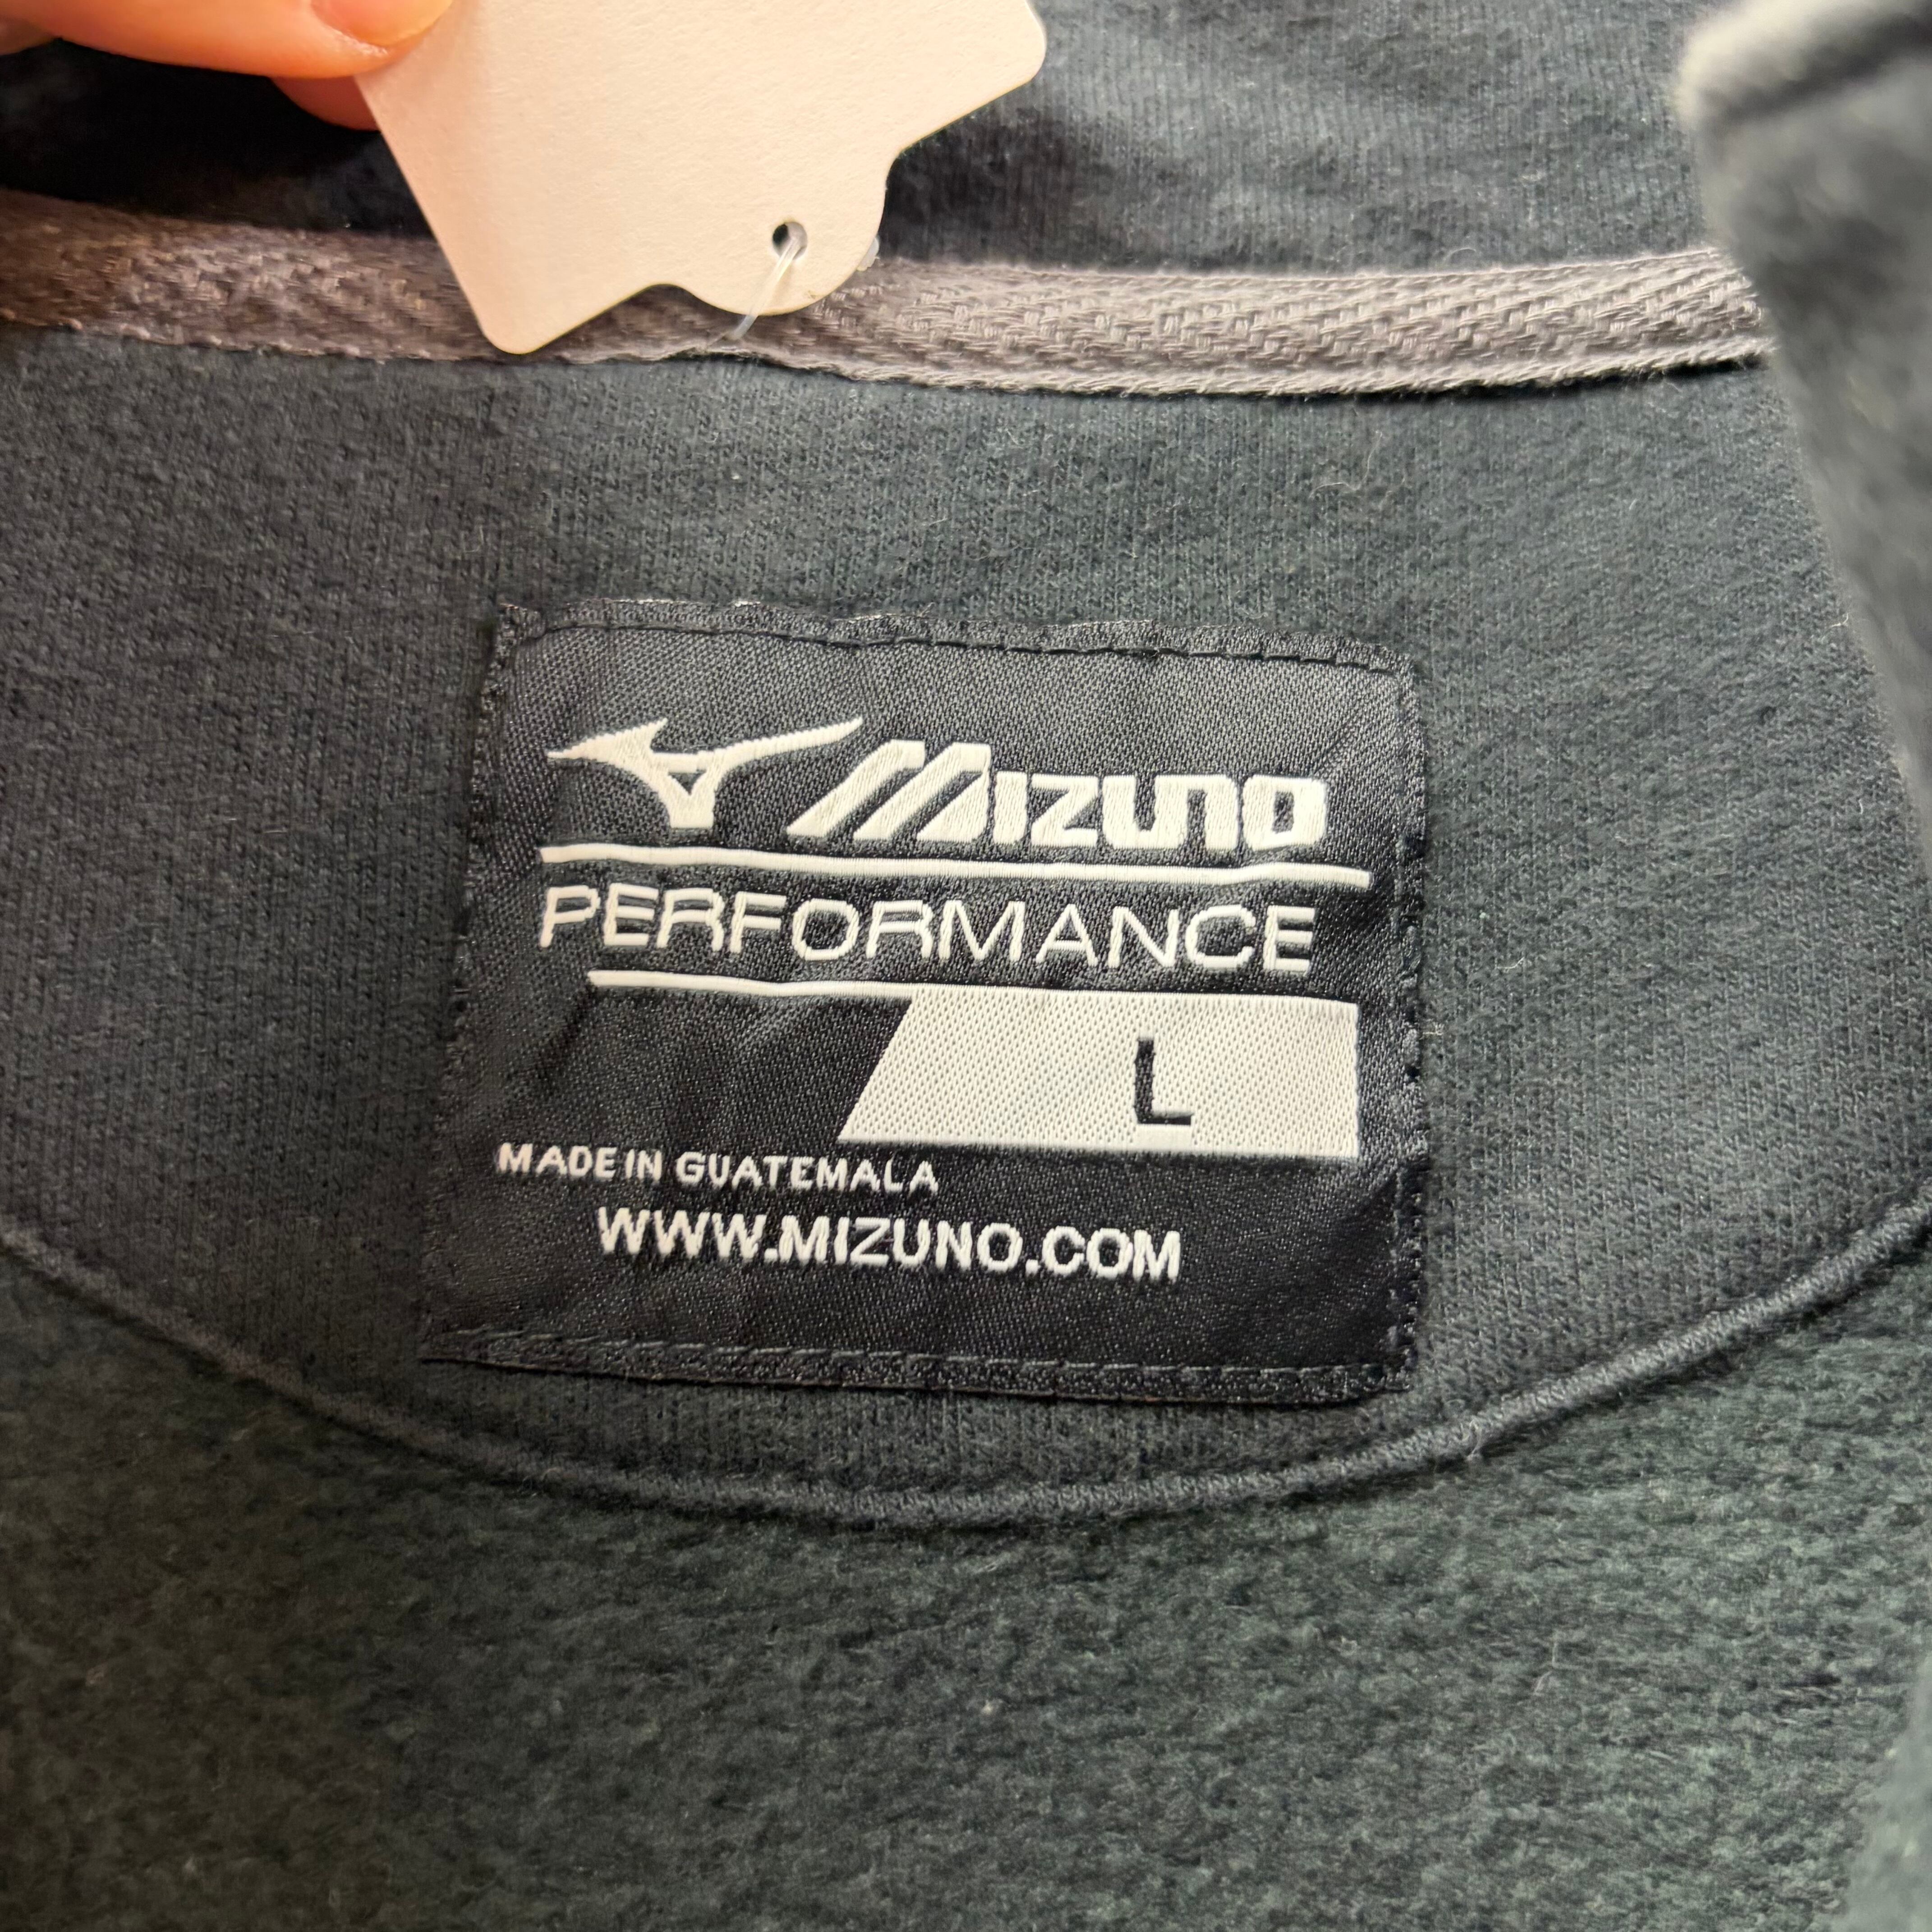 MIZUNO
PERFORMANCE
L
MADE IN GUATEMALA
WWW.MIZUNO.COM